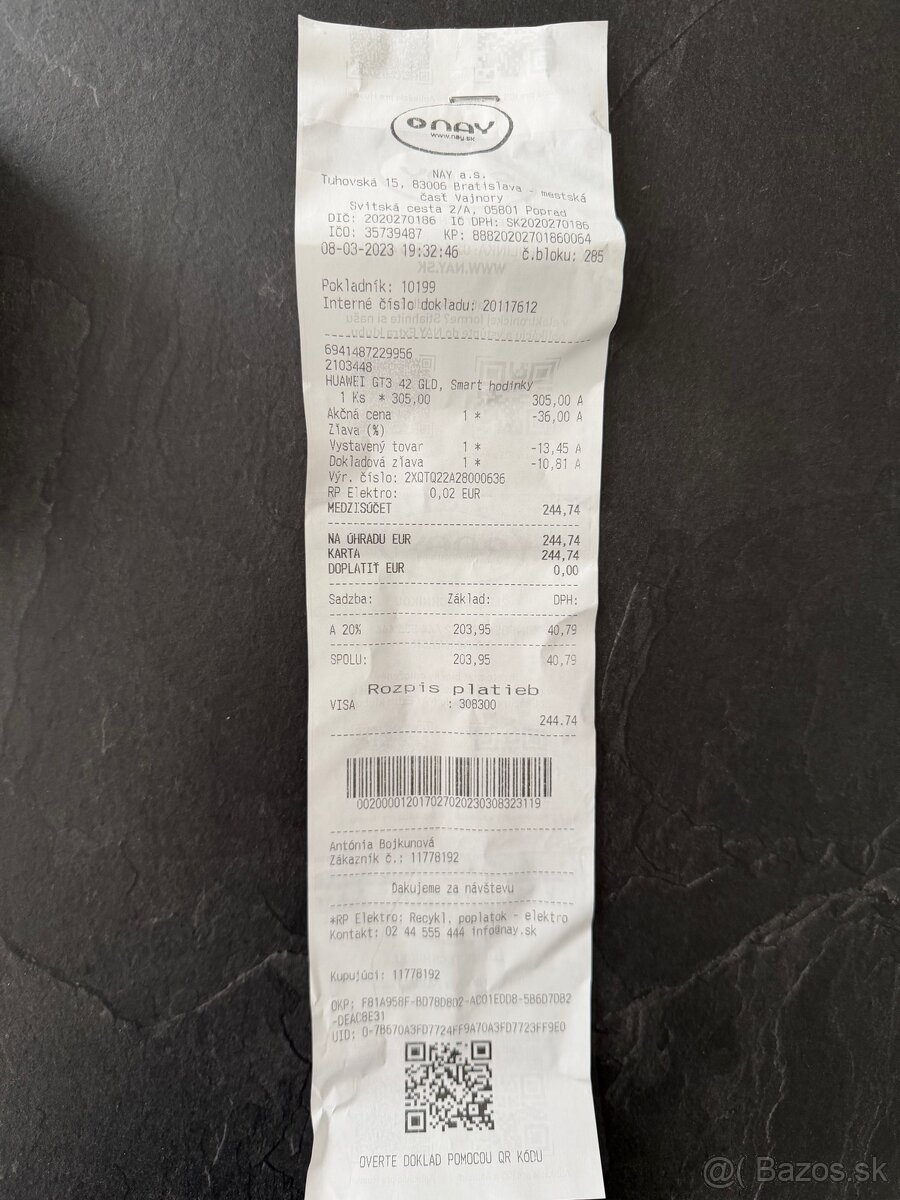 NAY
www.nay.sk
NAY a.s.
Tuhovská 15, 83006 Bratislava - mestská
časť Vajnory
Svitská cesta 2/A, 05801 Poprad
DIČ: 2020270186 IČ DPH: SK2020270186
IČO: 35739487 KP: 88820202701860064
08-03-2023 19:32:46 č.bloku: 285
Pokladník: 10199
Interné číslo dokladu: 20117612
6941487229956
2103448
HUAWEI GT3 42 GLD, Smart hodinky
1 Ks * 305,00 305,00 A
Akčná cena 1 * -36,00 A
Zľava (%)
Vystavený tovar 1 * -13,45 A
Dokladová zľava 1 * -10,81 A
Výr. číslo: 2XQTQ22A28000636
RP Elektro: 0,02 EUR
MEDZISÚČET 244,74
NA ÚHRADU EUR 244,74
KARTA 244,74
DOPLATIŤ EUR 0,00
Sadzba: Základ: DPH:
A 20% 203,95 40,79
SPOLU: 203,95 40,79
Rozpis platieb
VISA : 308300
244.74
002000012017027020230308323119
Antónia Bojkunová
Zákazník č.: 11778192
Ďakujeme za návštevu
*RP Elektro: Recykl. poplatok - elektro
Kontakt: 02 44 555 444 info@nay.sk
Kupujúci: 11778192
OKP: F81A958F-BD78D8D2-AC01EDD8-5B6D7DB2
-DEAC8E31
UID: O-7B670A3FD7724FF9A70A3FD7723FF9E0
OVERTE DOKLAD POMOCOU QR KÓDU
@( Bazos.sk